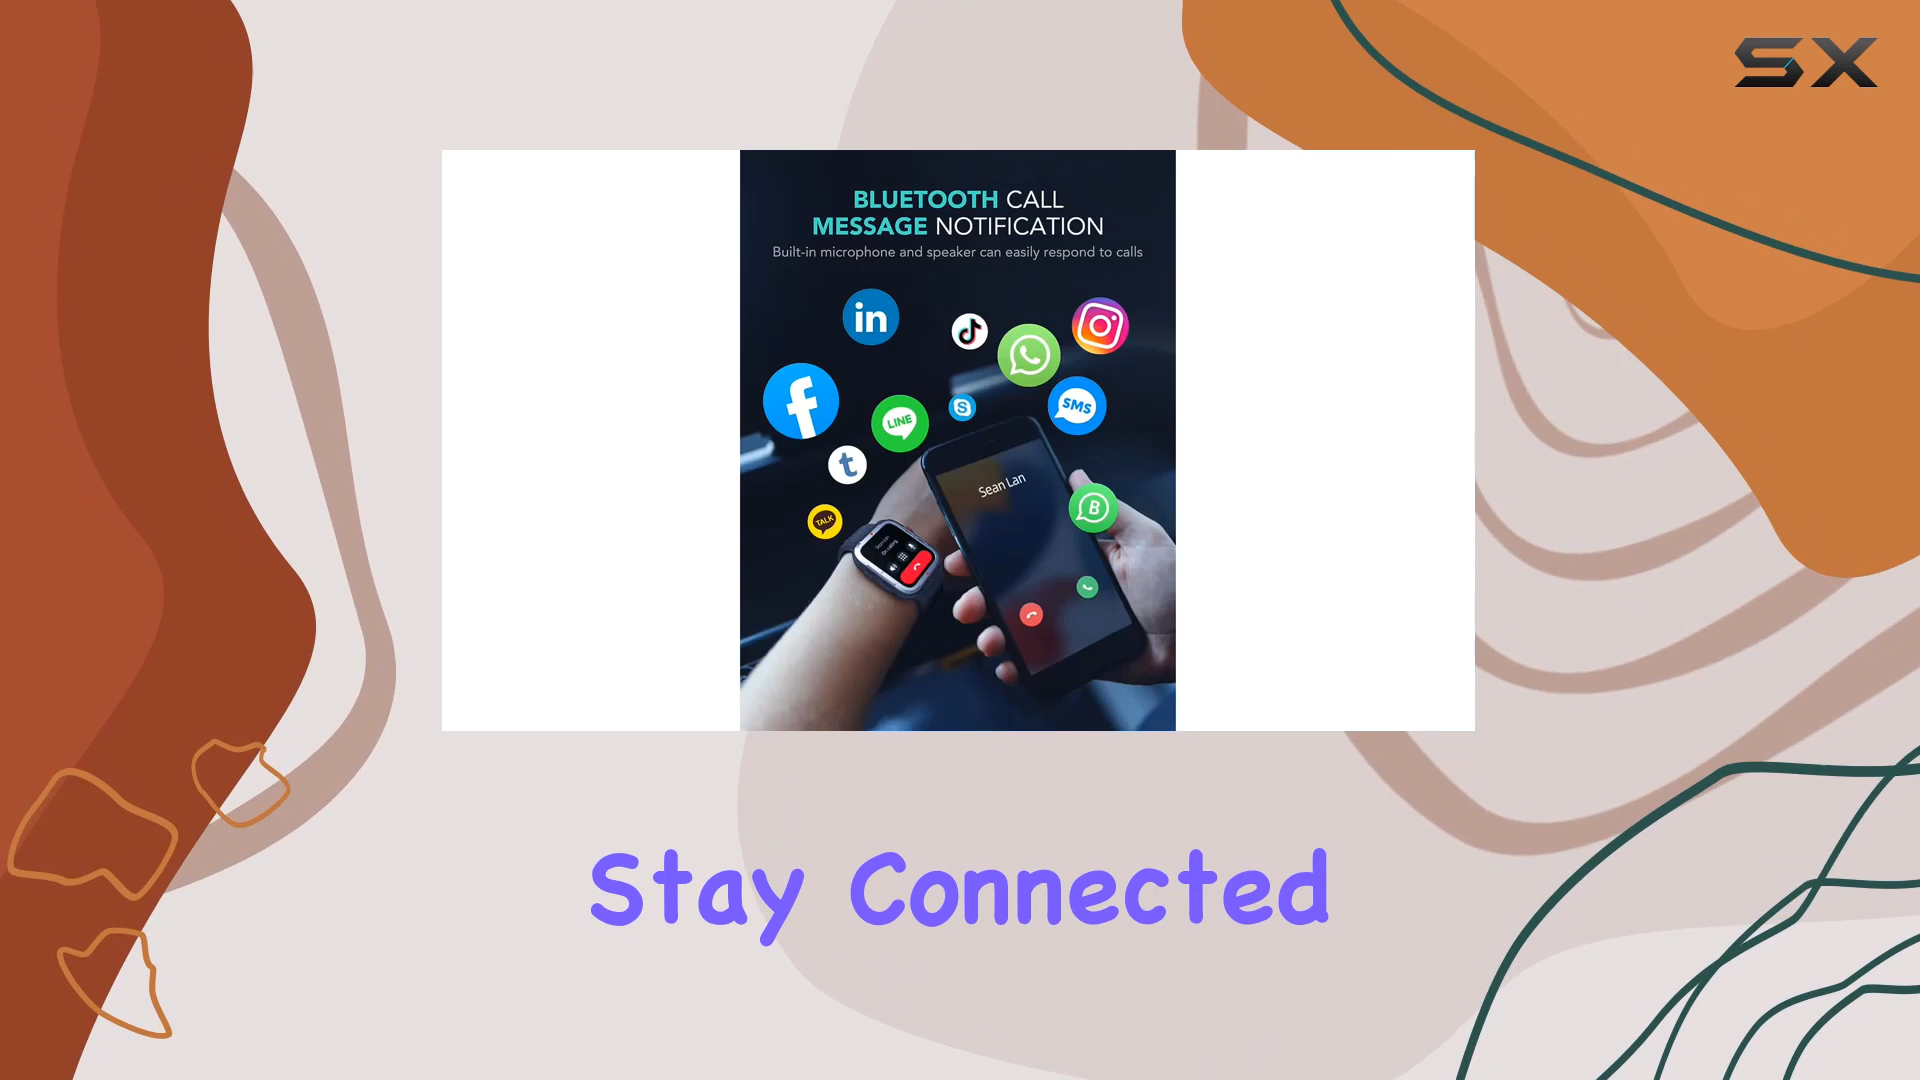 SX
BLUETOOTH CALL
MESSAGE NOTIFICATION
Built-in microphone and speaker can easily respond to calls
in
f
LINE
S
SMS
t
TALK
B
Sean Lan
Stay Connected